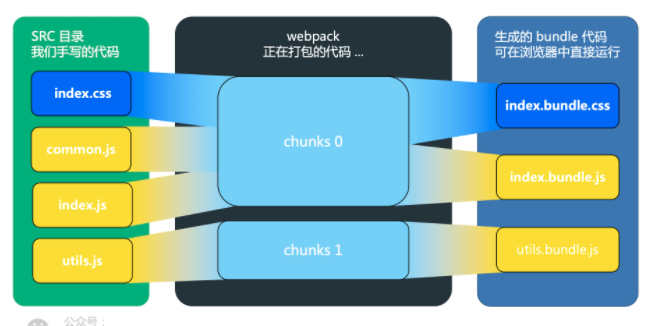 SRC 目录
我们手写的代码
index.css
common.js
index.js
utils.js
webpack
正在打包的代码 ...
chunks 0
chunks 1
生成的 bundle 代码
可在浏览器中直接运行
index.bundle.css
index.bundle.js
utils.bundle.js
公众号：